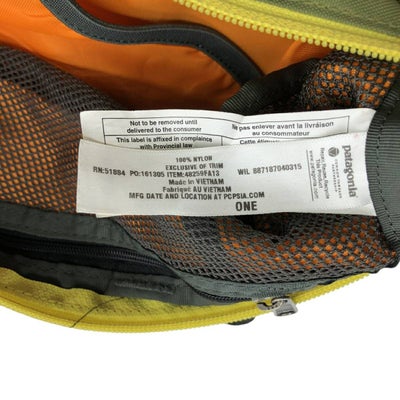 Not to be removed until
delivered to the consumer
This label is affixed in compliance
with Provincial law
Ne pas enlever avant la livraison
au consommateur
Cette
100% NYLON
EXCLUSIVE OF TRIM
RN:51884 PO:161305 ITEM:48259FA13 WIL 887187040315
Made in VIETNAM
Fabriqué AU VIETNAM
MFG DATE AND LOCATION AT PCPSIA.COM
ONE
patagonia